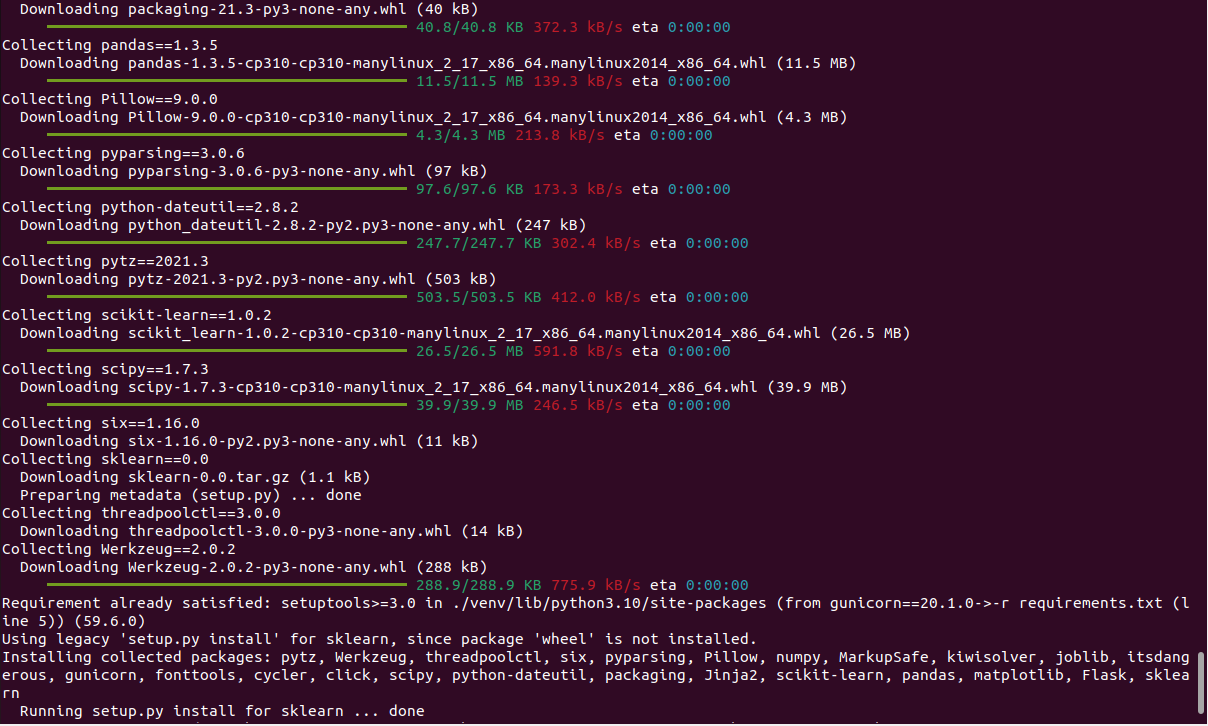 Downloading packaging-21.3-py3-none-any.whl (40 kB)
40.8/40.8 KB 372.3 kB/s eta 0:00:00
Collecting pandas==1.3.5
  Downloading pandas-1.3.5-cp310-cp310-manylinux_2_17_x86_64.manylinux2014_x86_64.whl (11.5 MB)
11.5/11.5 MB 139.3 kB/s eta 0:00:00
Collecting Pillow==9.0.0
  Downloading Pillow-9.0.0-cp310-cp310-manylinux_2_17_x86_64.manylinux2014_x86_64.whl (4.3 MB)
4.3/4.3 MB 213.8 kB/s eta 0:00:00
Collecting pyparsing==3.0.6
  Downloading pyparsing-3.0.6-py3-none-any.whl (97 kB)
97.6/97.6 KB 173.3 kB/s eta 0:00:00
Collecting python-dateutil==2.8.2
  Downloading python_dateutil-2.8.2-py2.py3-none-any.whl (247 kB)
247.7/247.7 KB 302.4 kB/s eta 0:00:00
Collecting pytz==2021.3
  Downloading pytz-2021.3-py2.py3-none-any.whl (503 kB)
503.5/503.5 KB 412.0 kB/s eta 0:00:00
Collecting scikit-learn==1.0.2
  Downloading scikit_learn-1.0.2-cp310-cp310-manylinux_2_17_x86_64.manylinux2014_x86_64.whl (26.5 MB)
26.5/26.5 MB 591.8 kB/s eta 0:00:00
Collecting scipy==1.7.3
  Downloading scipy-1.7.3-cp310-cp310-manylinux_2_17_x86_64.manylinux2014_x86_64.whl (39.9 MB)
39.9/39.9 MB 246.5 kB/s eta 0:00:00
Collecting six==1.16.0
  Downloading six-1.16.0-py2.py3-none-any.whl (11 kB)
Collecting sklearn==0.0
  Downloading sklearn-0.0.tar.gz (1.1 kB)
  Preparing metadata (setup.py) ... done
Collecting threadpoolctl==3.0.0
  Downloading threadpoolctl-3.0.0-py3-none-any.whl (14 kB)
Collecting Werkzeug==2.0.2
  Downloading Werkzeug-2.0.2-py3-none-any.whl (288 kB)
288.9/288.9 KB 775.9 kB/s eta 0:00:00
Requirement already satisfied: setuptools>=3.0 in ./venv/lib/python3.10/site-packages (from gunicorn==20.1.0->-r requirements.txt (l
ine 5)) (59.6.0)
Using legacy 'setup.py install' for sklearn, since package 'wheel' is not installed.
Installing collected packages: pytz, Werkzeug, threadpoolctl, six, pyparsing, Pillow, numpy, MarkupSafe, kiwisolver, joblib, itsdang
erous, gunicorn, fonttools, cycler, click, scipy, python-dateutil, packaging, Jinja2, scikit-learn, pandas, matplotlib, Flask, sklea
rn
  Running setup.py install for sklearn ... done